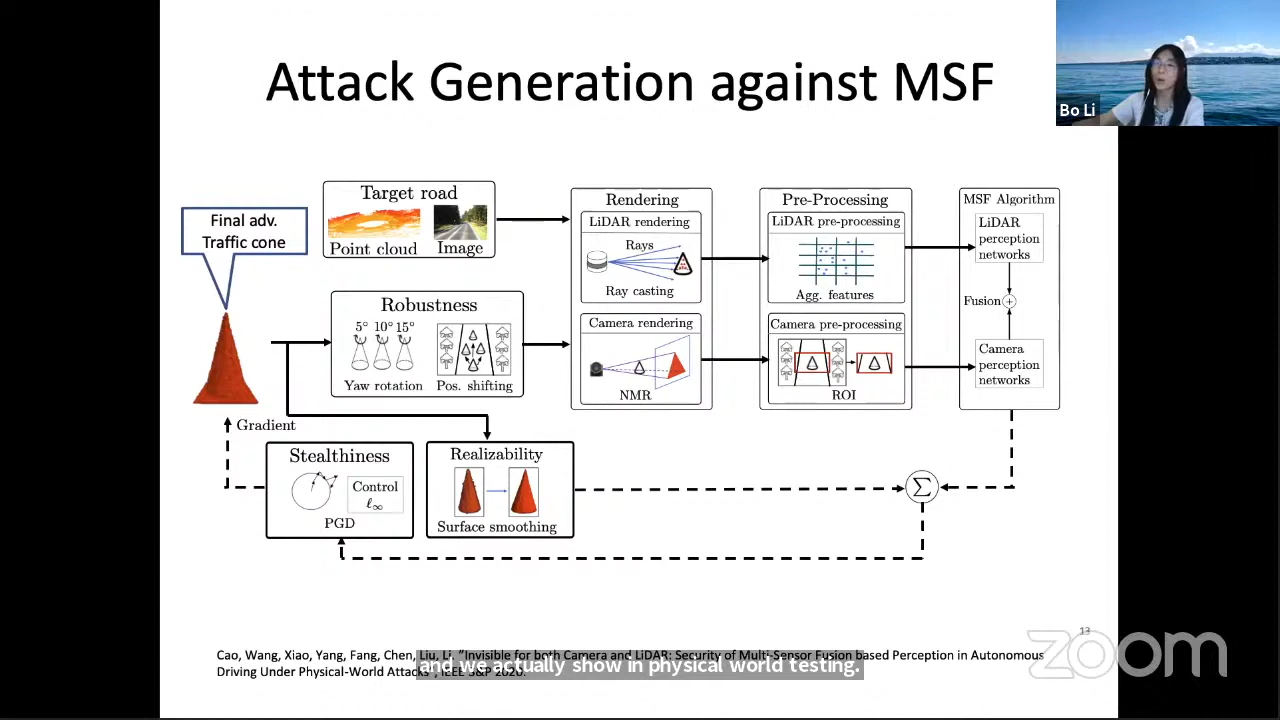 Attack Generation against MSF
Bo Li
Final adv.
Traffic cone
Target road
Point cloud
Image
Robustness
5° 10° 15°
Yaw rotation
Pos. shifting
Gradient
Stealthiness
Control
ℓ∞
PGD
Realizability
Surface smoothing
Rendering
LiDAR rendering
Rays
Ray casting
Camera rendering
NMR
Pre-Processing
LiDAR pre-processing
Agg. features
Camera pre-processing
ROI
MSF Algorithm
LiDAR
perception
networks
Fusion
+
Camera
perception
networks
Σ
13
Cao, Wang, Xiao, Yang, Fang, Chen, Liu, Li, "Invisible for both Camera and LiDAR: Security of Multi-Sensor Fusion based Perception in Autonomous
Driving Under Physical-World Attacks", IEEE S&P 2020.
and we actually show in physical world testing.
zoom